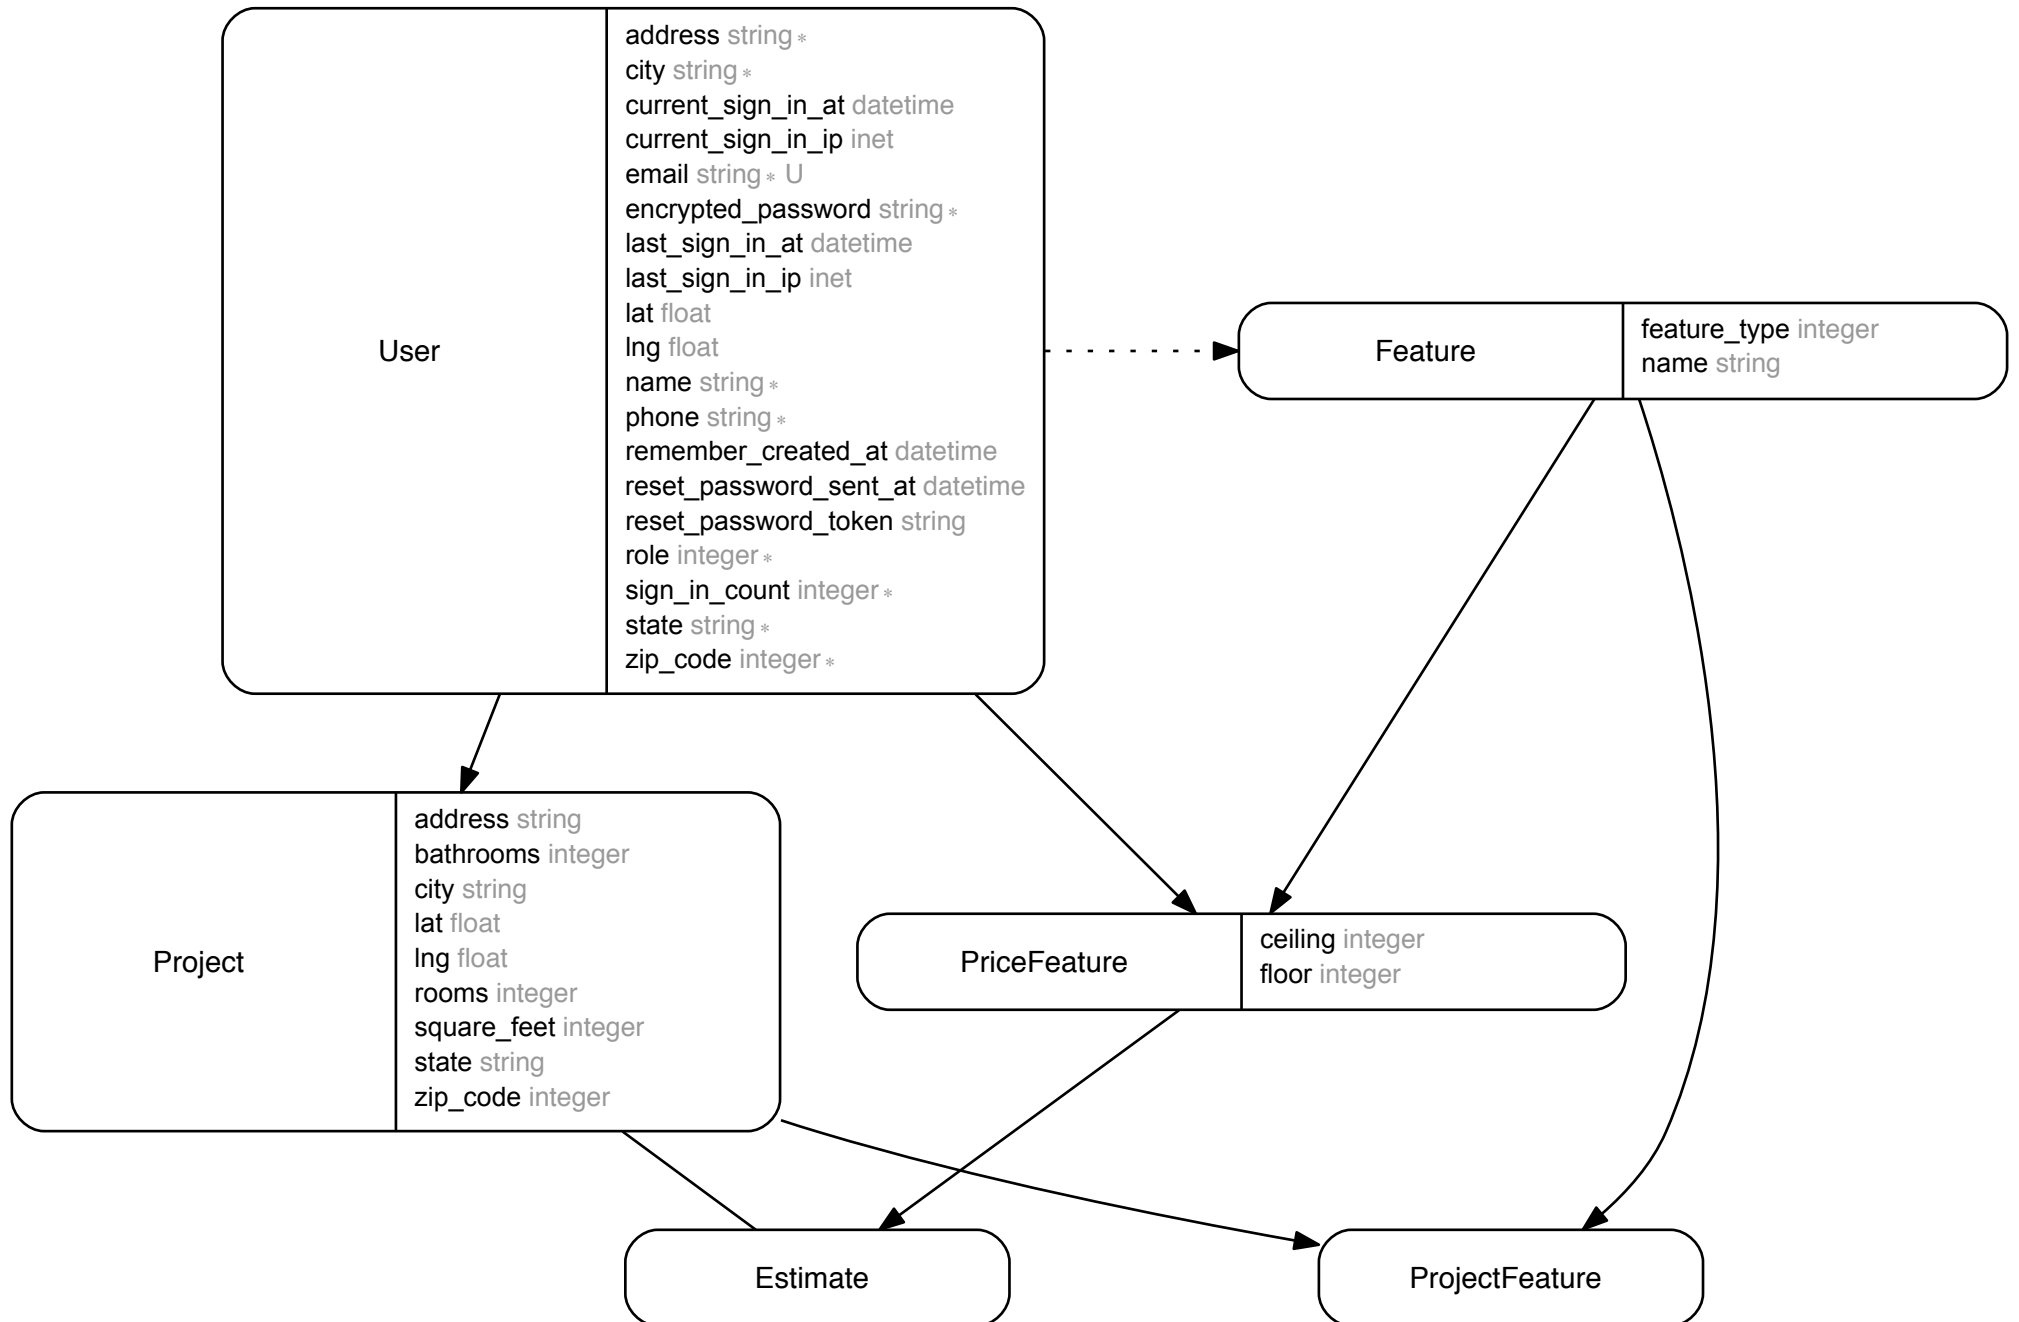 User
address string *
city string *
current_sign_in_at datetime
current_sign_in_ip inet
email string * U
encrypted_password string *
last_sign_in_at datetime
last_sign_in_ip inet
lat float
lng float
name string *
phone string *
remember_created_at datetime
reset_password_sent_at datetime
reset_password_token string
role integer *
sign_in_count integer *
state string *
zip_code integer *
Feature
feature_type integer
name string
Project
address string
bathrooms integer
city string
lat float
lng float
rooms integer
square_feet integer
state string
zip_code integer
PriceFeature
ceiling integer
floor integer
Estimate
ProjectFeature